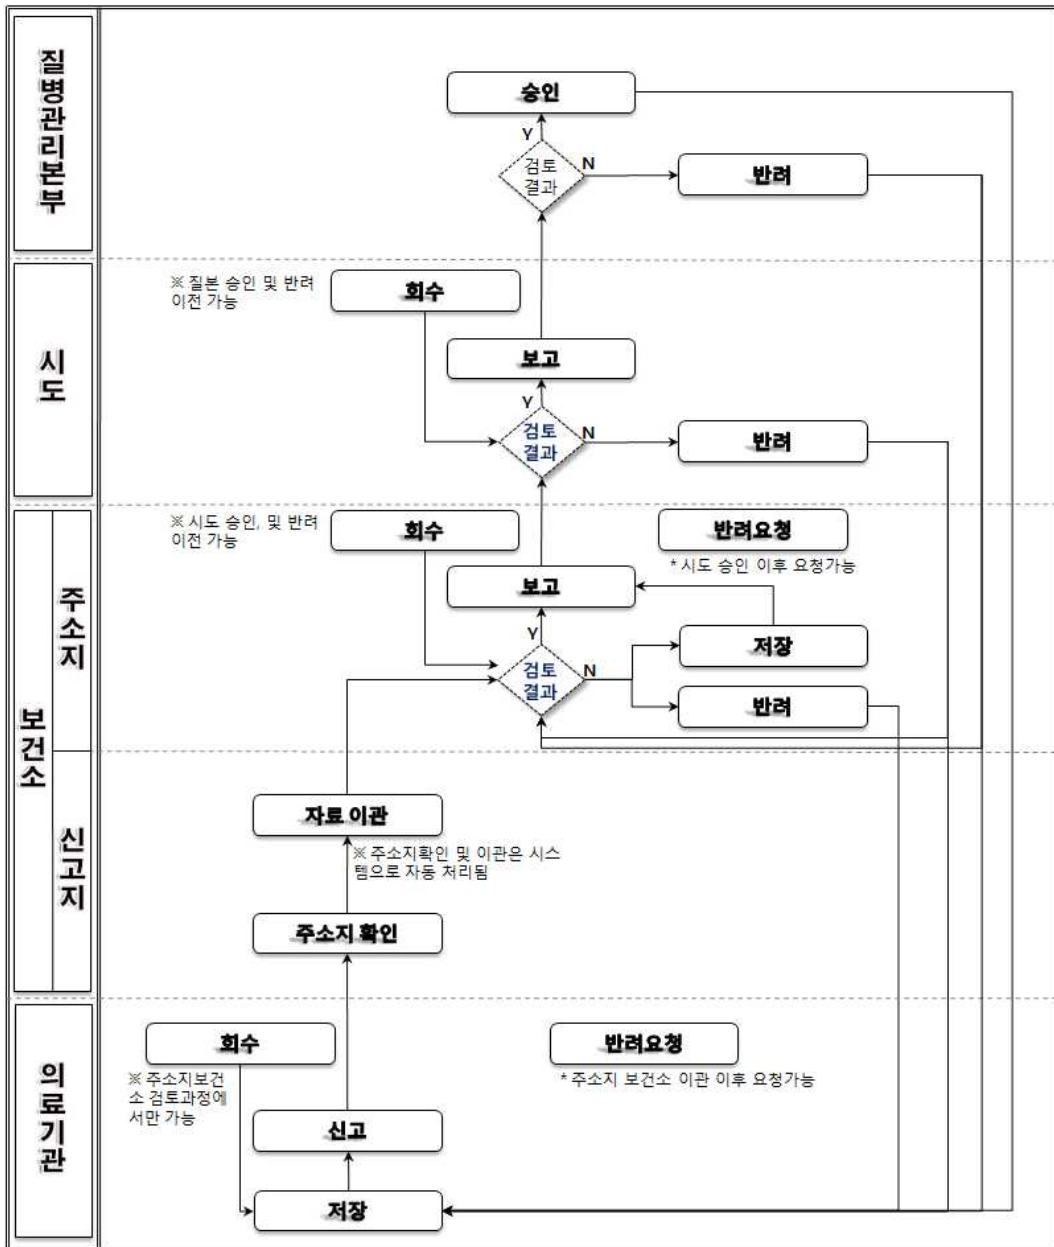 질병관리본부
승인
Y
검토
결과
N
반려
시도
※ 질본 승인 및 반려
이전 가능
회수
보고
Y
검토
결과
N
반려
보건소
주소지
※ 시도 승인, 및 반려
이전 가능
회수
반려요청
* 시도 승인 이후 요청가능
보고
Y
검토
결과
N
저장
반려
신고지
자료 이관
※ 주소지확인 및 이관은 시스
템으로 자동 처리됨
주소지 확인
의료기관
회수
※ 주소지보건
소 검토과정에
서만 가능
반려요청
* 주소지 보건소 이관 이후 요청가능
신고
저장